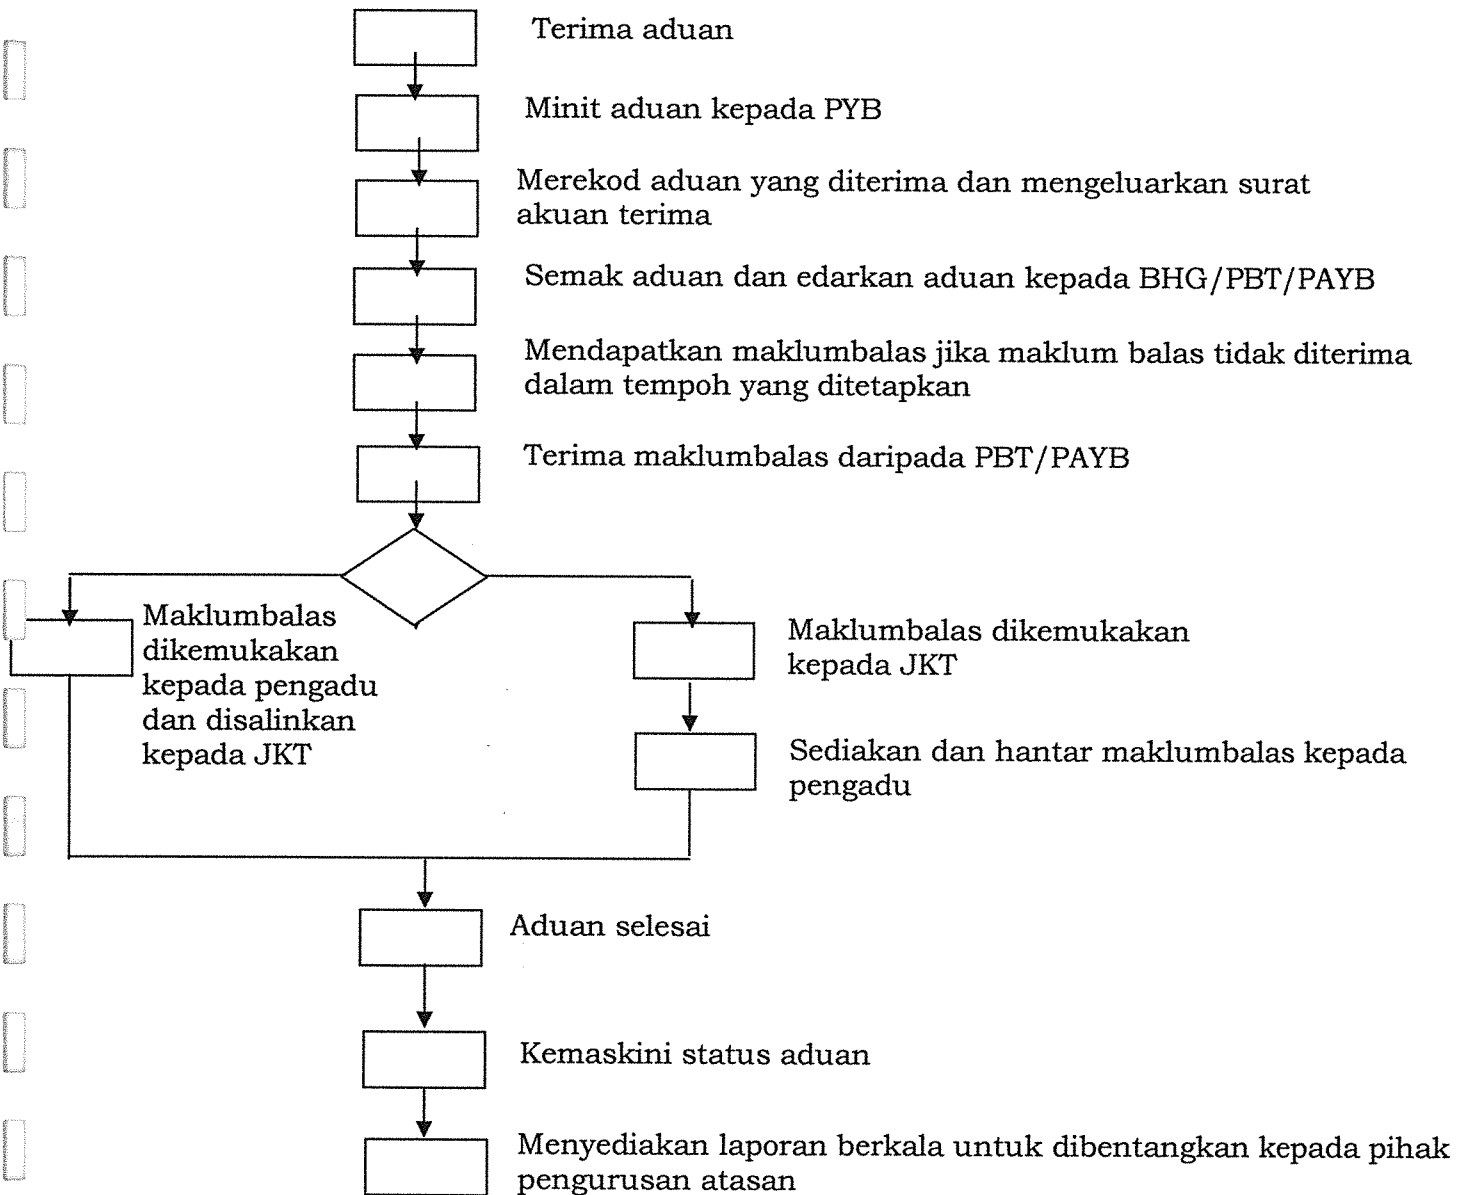 Terima aduan
Minit aduan kepada PYB
Merekod aduan yang diterima dan mengeluarkan surat
akuan terima
Semak aduan dan edarkan aduan kepada BHG/PBT/PAYB
Mendapatkan maklumbalas jika maklum balas tidak diterima
dalam tempoh yang ditetapkan
Terima maklumbalas daripada PBT/PAYB
Maklumbalas
dikemukakan
kepada pengadu
dan disalinkan
kepada JKT
Maklumbalas dikemukakan
kepada JKT
Sediakan dan hantar maklumbalas kepada
pengadu
Aduan selesai
Kemaskini status aduan
Menyediakan laporan berkala untuk dibentangkan kepada pihak
pengurusan atasan